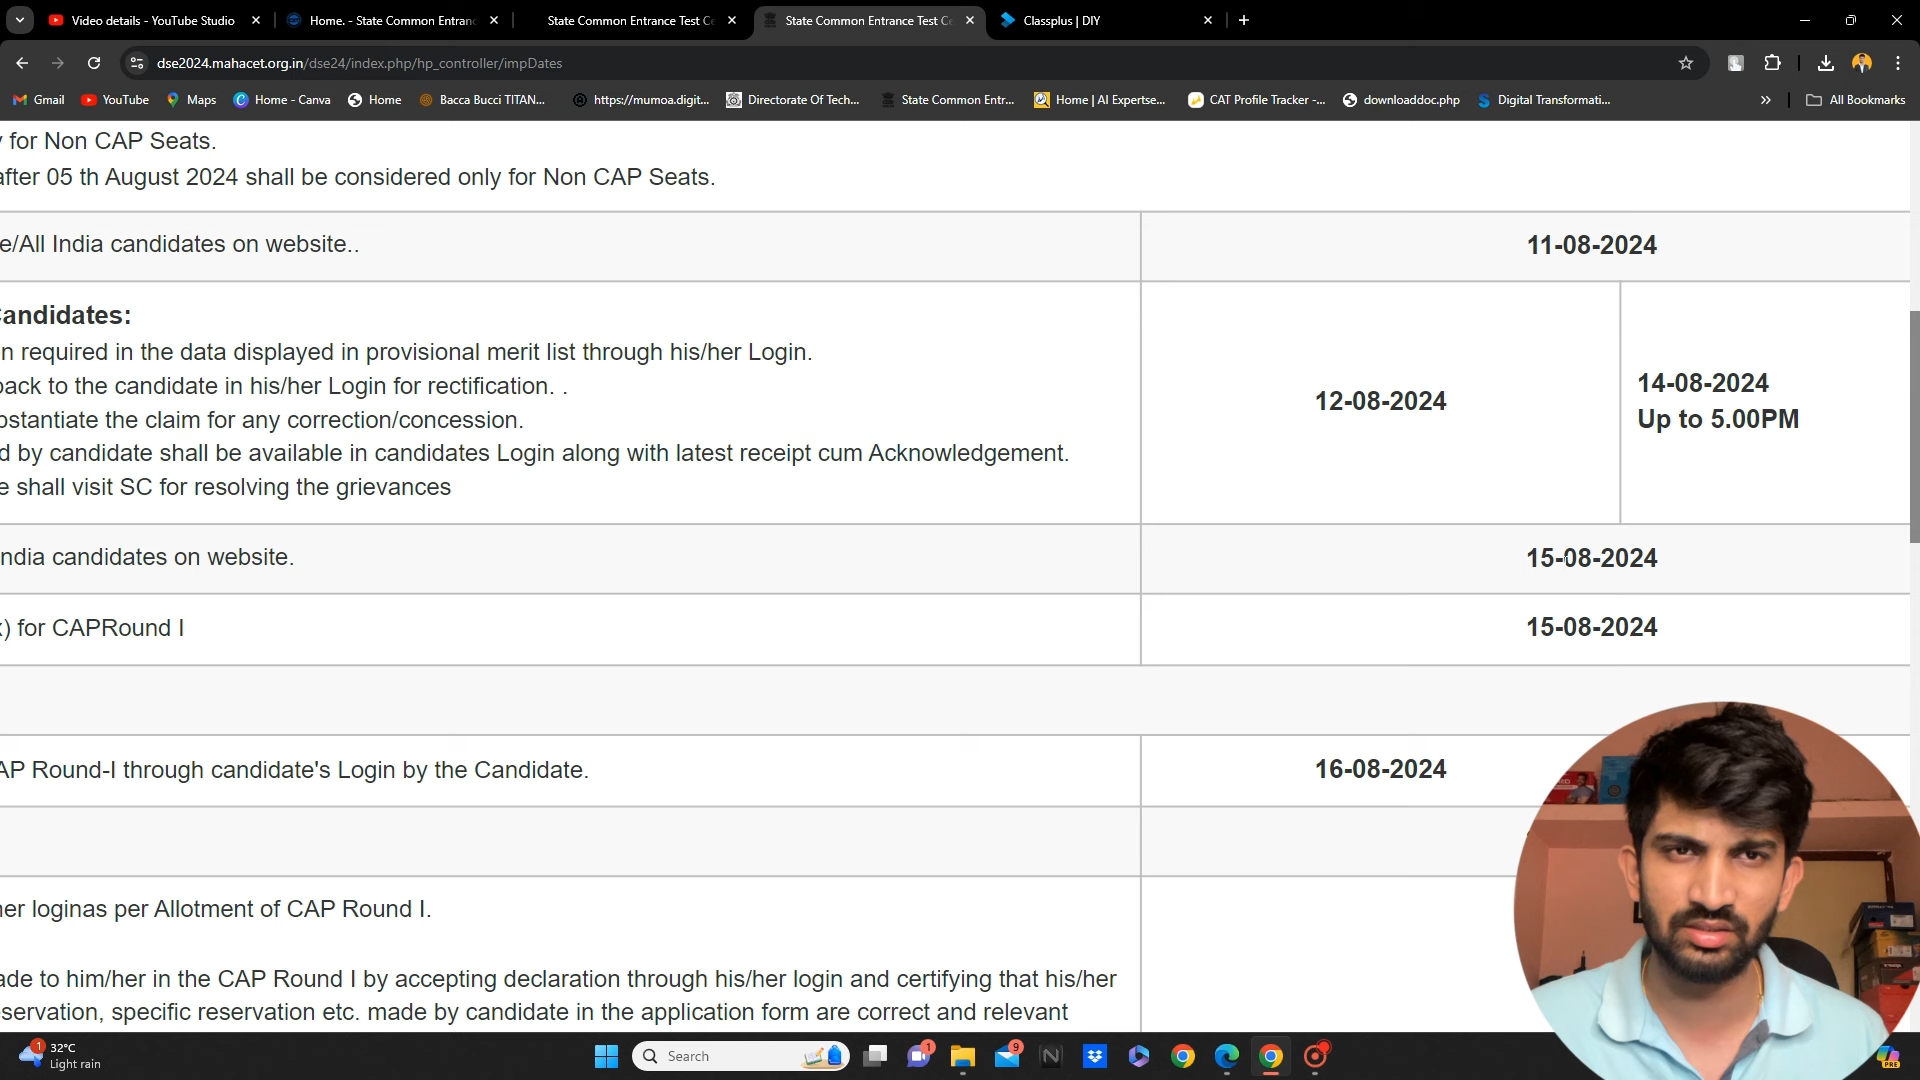 Video details - YouTube Studio
Home. - State Common Entran
State Common Entrance Test Ce
State Common Entrance Test Ce
Classplus | DIY
dse2024.mahacet.org.in/dse24/index.php/hp_controller/impDates
Gmail
YouTube
Maps
Home - Canva
Home
Bacca Bucci TITAN...
https://mumoa.digit...
Directorate Of Tech...
State Common Entr...
Home | AI Expertse...
CAT Profile Tracker -...
downloaddoc.php
Digital Transformati...
All Bookmarks
for Non CAP Seats.
after 05 th August 2024 shall be considered only for Non CAP Seats.
e/All India candidates on website..
11-08-2024
andidates:
n required in the data displayed in provisional merit list through his/her Login.
back to the candidate in his/her Login for rectification. .
bstantiate the claim for any correction/concession.
d by candidate shall be available in candidates Login along with latest receipt cum Acknowledgement.
e shall visit SC for resolving the grievances
12-08-2024
14-08-2024
Up to 5.00PM
ndia candidates on website.
15-08-2024
) for CAPRound I
15-08-2024
AP Round-I through candidate's Login by the Candidate.
16-08-2024
her loginas per Allotment of CAP Round I.
ade to him/her in the CAP Round I by accepting declaration through his/her login and certifying that his/her
servation, specific reservation etc. made by candidate in the application form are correct and relevant
1
32°C
Light rain
Search
1
9
PRE